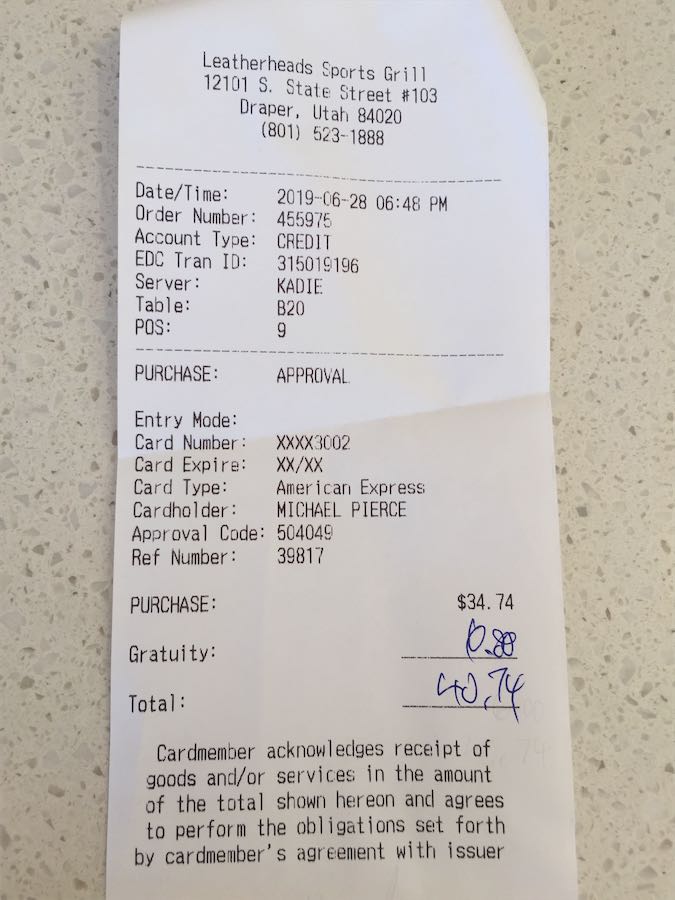 Leatherheads Sports Grill
12101 S. State Street #103
Draper, Utah 84020
(801) 523-1888
Date/Time: 2019-06-28 06:48 PM
Order Number: 455975
Account Type: CREDIT
EDC Tran ID: 315019196
Server: KADIE
Table: B20
POS: 9
PURCHASE: APPROVAL
Entry Mode:
Card Number: XXXX3002
Card Expire: XX/XX
Card Type: American Express
Cardholder: MICHAEL PIERCE
Approval Code: 504049
Ref Number: 39817
PURCHASE: $34.74
Gratuity:
Total: 40.74
Cardmember acknowledges receipt of
goods and/or services in the amount
of the total shown hereon and agrees
to perform the obligations set forth
by cardmember's agreement with issuer